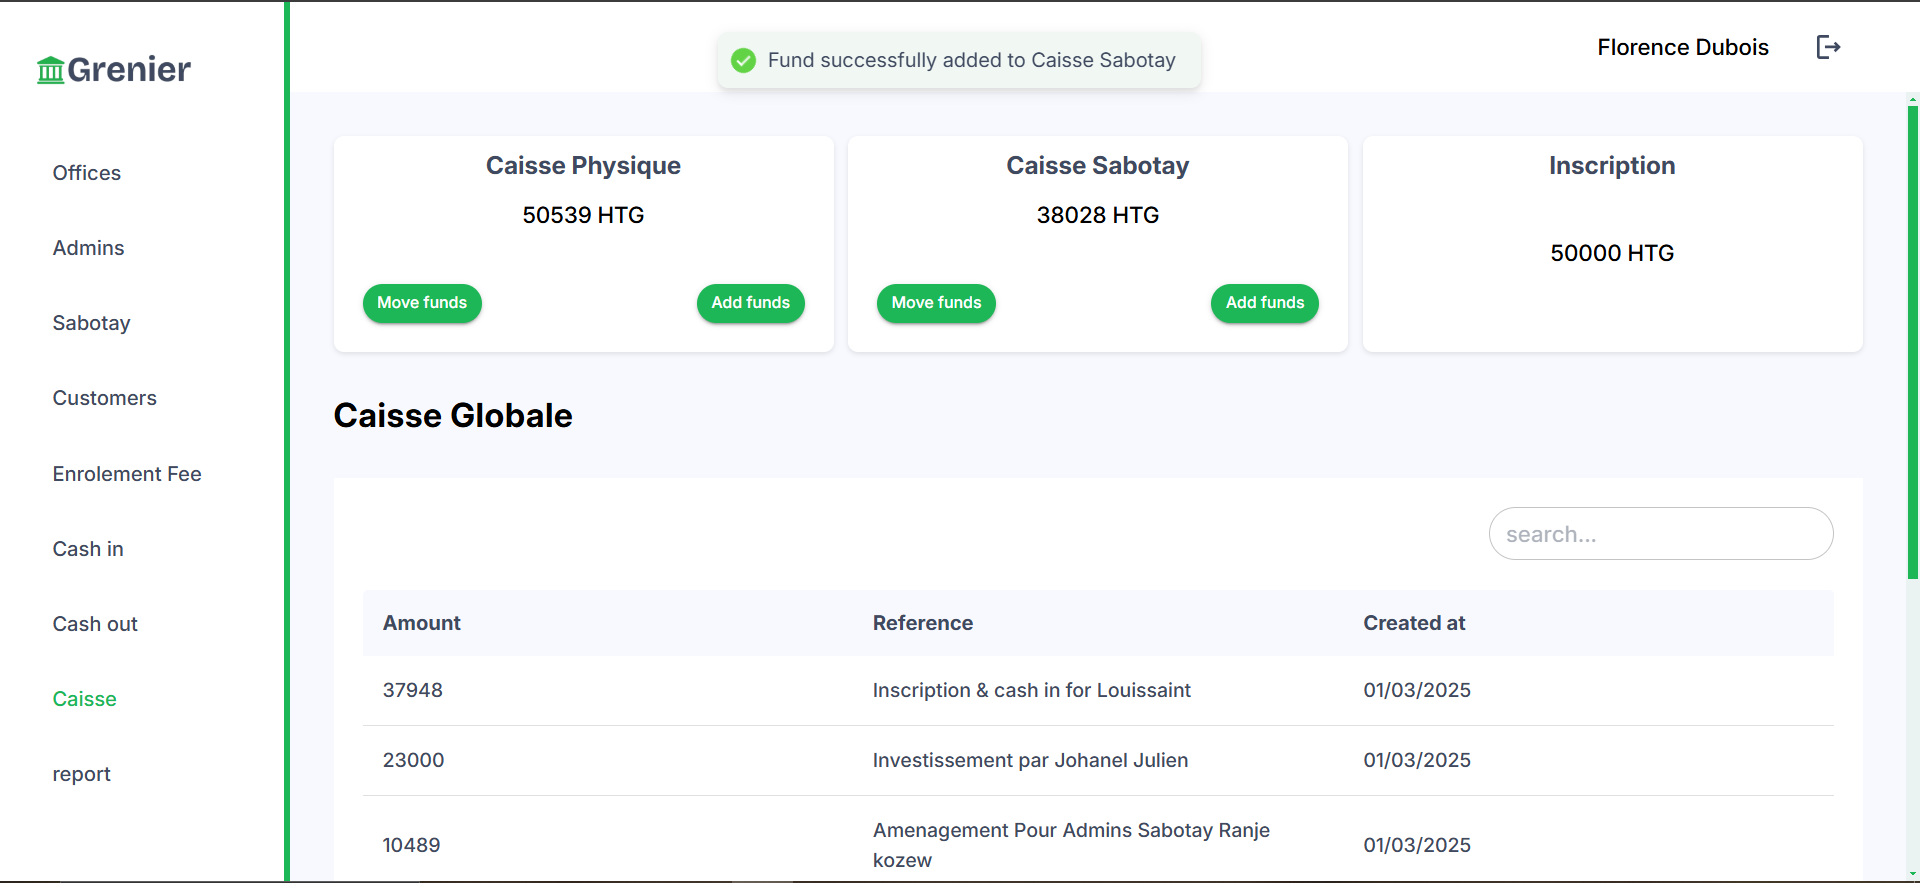 Grenier
Fund successfully added to Caisse Sabotay
Florence Dubois
Offices
Admins
Sabotay
Customers
Enrolement Fee
Cash in
Cash out
Caisse
report
Caisse Physique
50539 HTG
Move funds
Add funds
Caisse Sabotay
38028 HTG
Move funds
Add funds
Inscription
50000 HTG
Caisse Globale
search...
Amount Reference Created at
37948 Inscription & cash in for Louissaint 01/03/2025
23000 Investissement par Johanel Julien 01/03/2025
10489 Amenagement Pour Admins Sabotay Ranje 01/03/2025
kozew